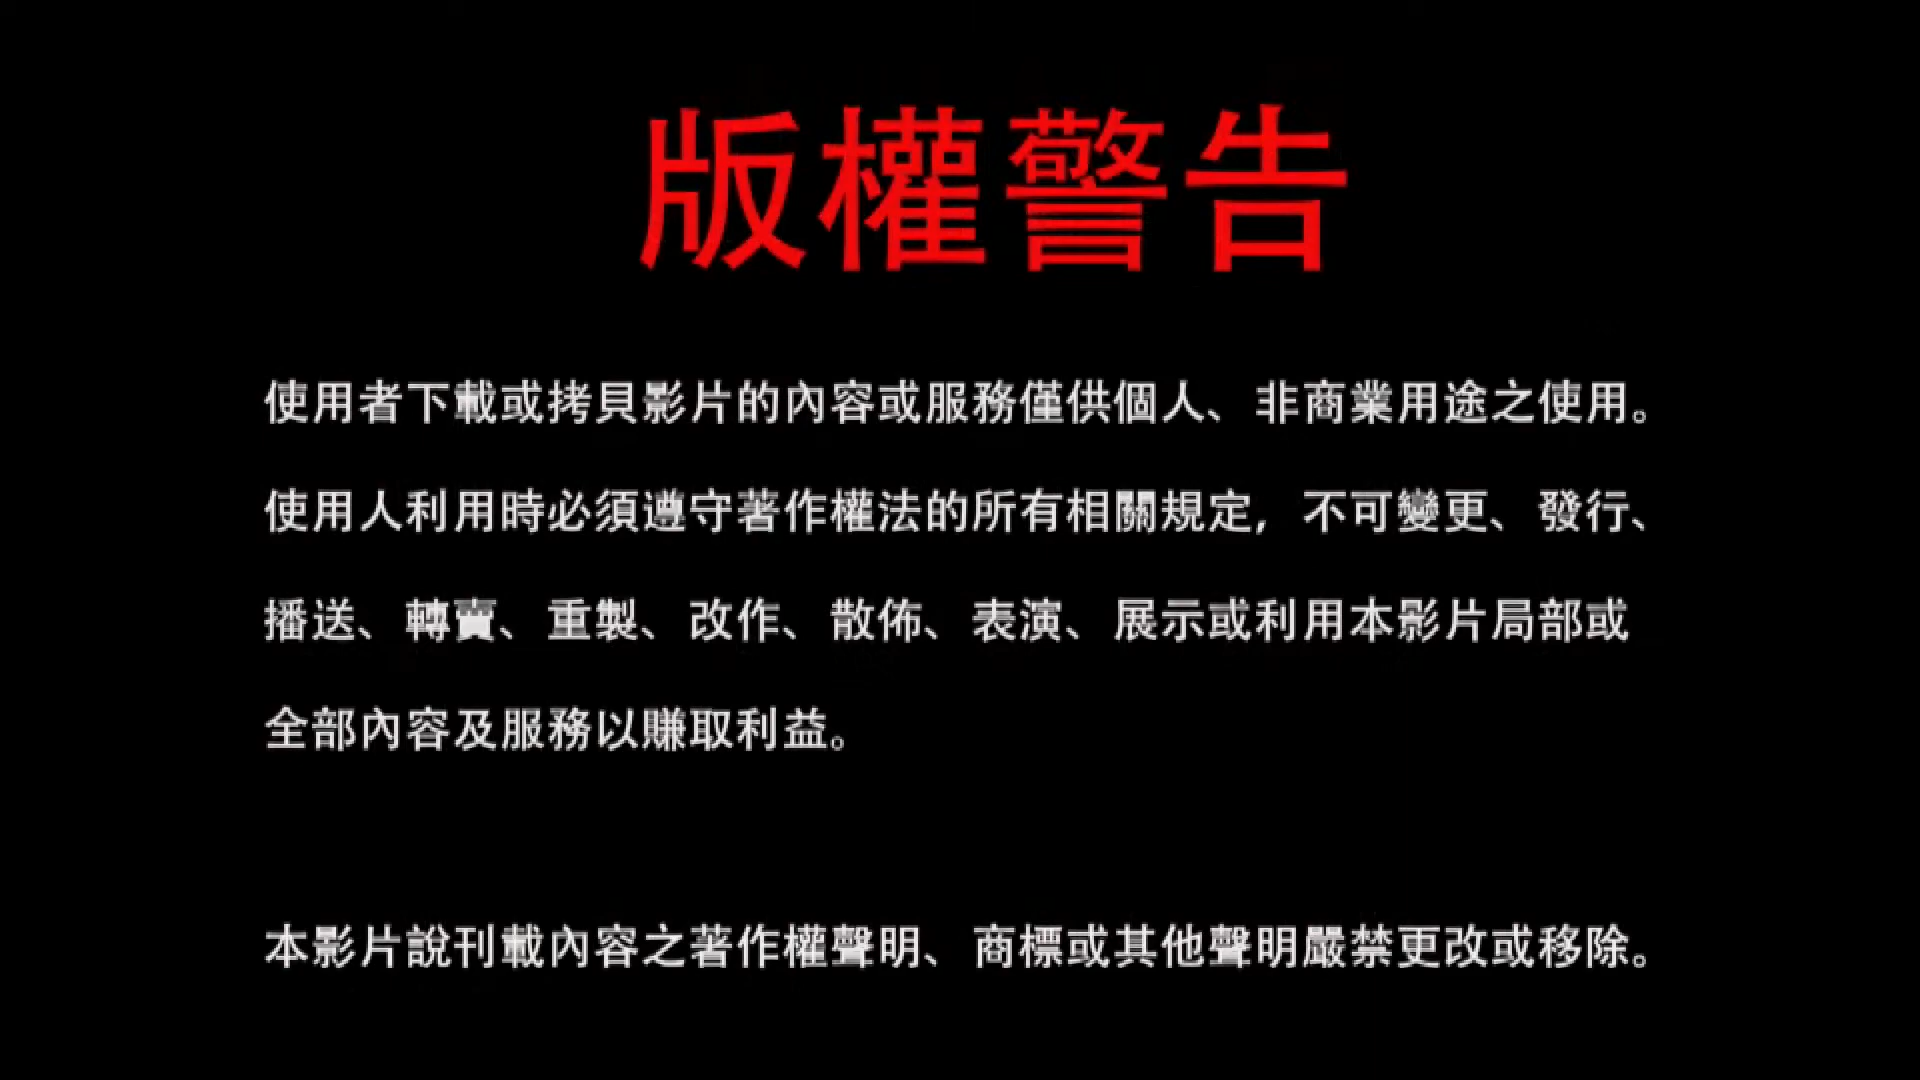 版權警告
使用者下載或拷貝影片的內容或服務僅供個人、非商業用途之使用。
使用人利用時必須遵守著作權法的所有相關規定，不可變更、發行、
播送、轉賣、重製、改作、散佈、表演、展示或利用本影片局部或
全部內容及服務以賺取利益。
本影片說刊載內容之著作權聲明、商標或其他聲明嚴禁更改或移除。